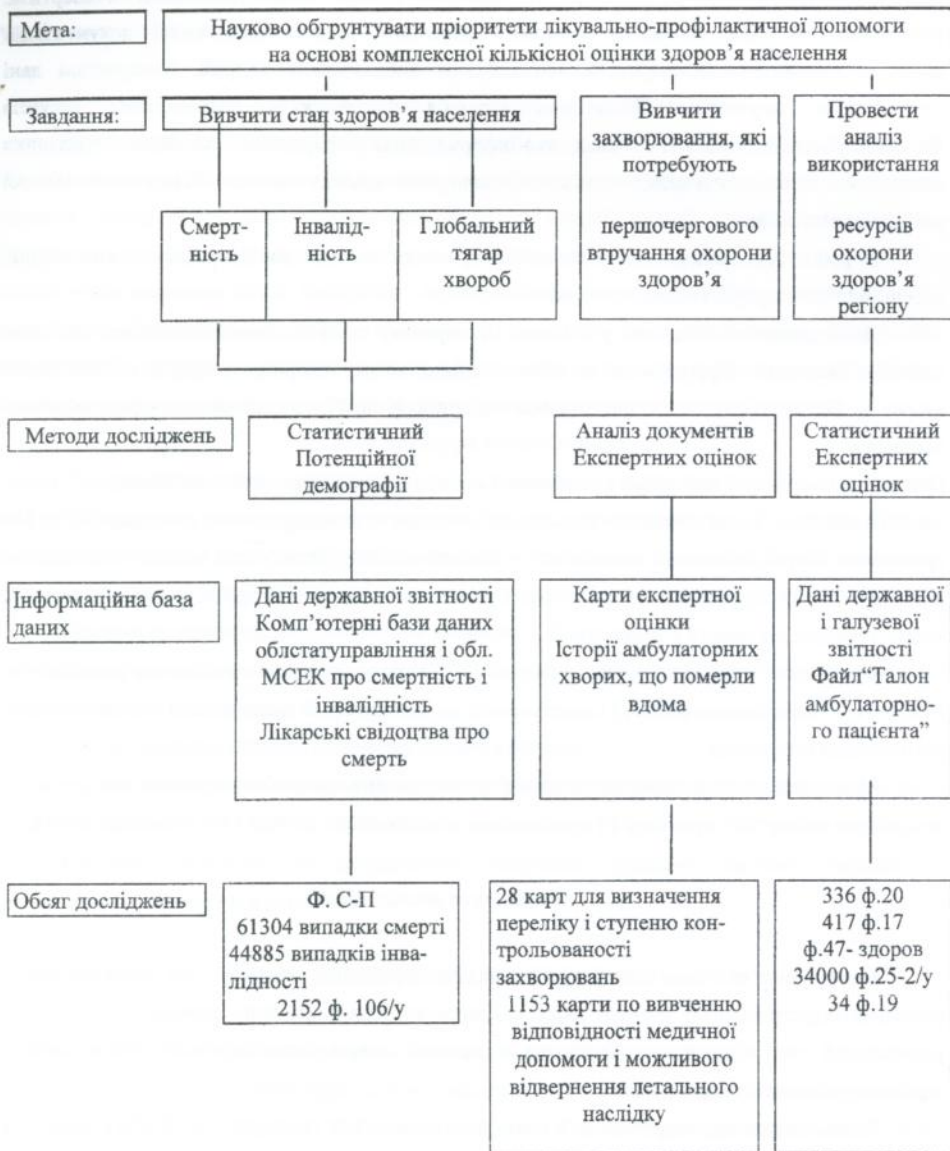 Мета:
Науково обгрунтувати пріоритети лікувально-профілактичної допомоги
на основі комплексної кількісної оцінки здоров’я населення
Завдання:
Вивчити стан здоров’я населення
Вивчити
захворювання, які
потребують
першочергового
втручання охорони
здоров’я
Провести
аналіз
використання
ресурсів
охорони
здоров’я
регіону
Смерт-
ність
Інвалід-
ність
Глобальний
тягар
хвороб
Методи досліджень
Статистичний
Потенційної
демографії
Аналіз документів
Експертних оцінок
Статистичний
Експертних
оцінок
Інформаційна база
даних
Дані державної звітності
Комп’ютерні бази даних
облстатуправління і обл.
МСЕК про смертність і
інвалідність
Лікарські свідоцтва про
смерть
Карти експертної
оцінки
Історії амбулаторних
хворих, що померли
вдома
Дані державної
і галузевої
звітності
Файл“Талон
амбулаторно-
го пацієнта”
Обсяг досліджень
Ф. С-П
61304 випадки смерті
44885 випадків інва-
лідності
2152 ф. 106/у
28 карт для визначення
переліку і ступеню кон-
трольованості
захворювань
1153 карти по вивченню
відповідності медичної
допомоги і можливого
відвернення летального
наслідку
336 ф.20
417 ф.17
ф.47- здоров
34000 ф.25-2/у
34 ф.19